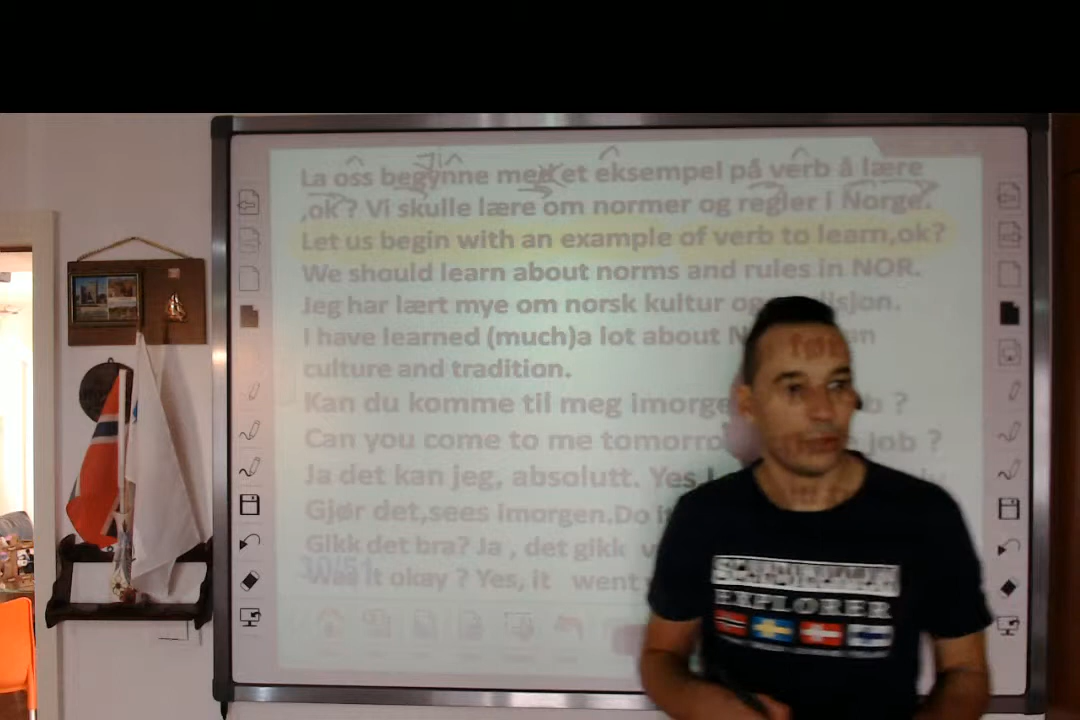 La oss begynne med et eksempel på verb å lære
,ok ? Vi skulle lære om normer og regler i Norge.
Let us begin with an example of verb to learn,ok?
We should learn about norms and rules in NOR.
Jeg har lært mye om norsk kultur og
I have learned (much)a lot about
culture and tradition.
Kan du komme til meg imorgen ?
Can you come to me tomorrow job ?
Ja det kan jeg, absolutt. Yes I
Gjør det,sees imorgen.Do it
Gikk det bra? Ja , det gikk
Was it okay ? Yes, it went
EXPLORER